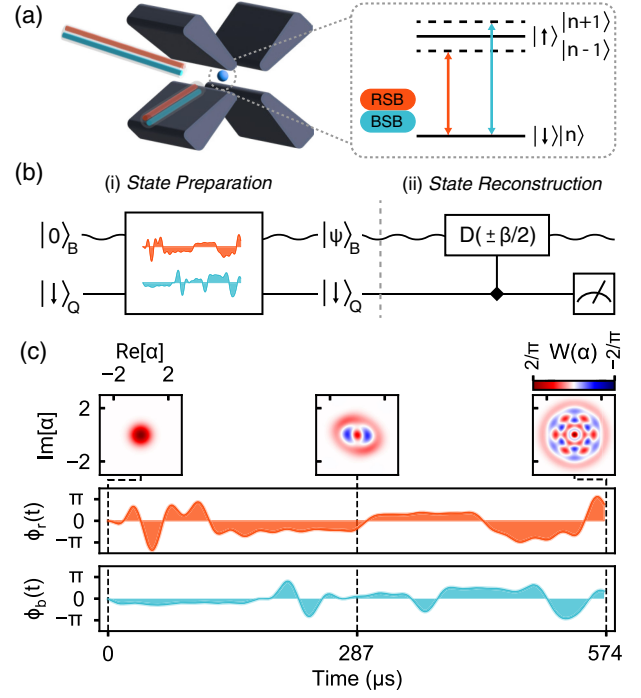 (a)
RSB
BSB
|n+1⟩
|↑⟩
|n−1⟩
|↓⟩|n⟩
(b)
(i) State Preparation
(ii) State Reconstruction
|0⟩B
|ψ⟩B
D(±β/2)
|↓⟩Q
|↓⟩Q
(c)
Re[α]
−2 2
2/π W(α) −2/π
Im[α]
2
−2
ϕr(t)
π
0
−π
ϕb(t)
π
0
−π
0 287 574
Time (μs)